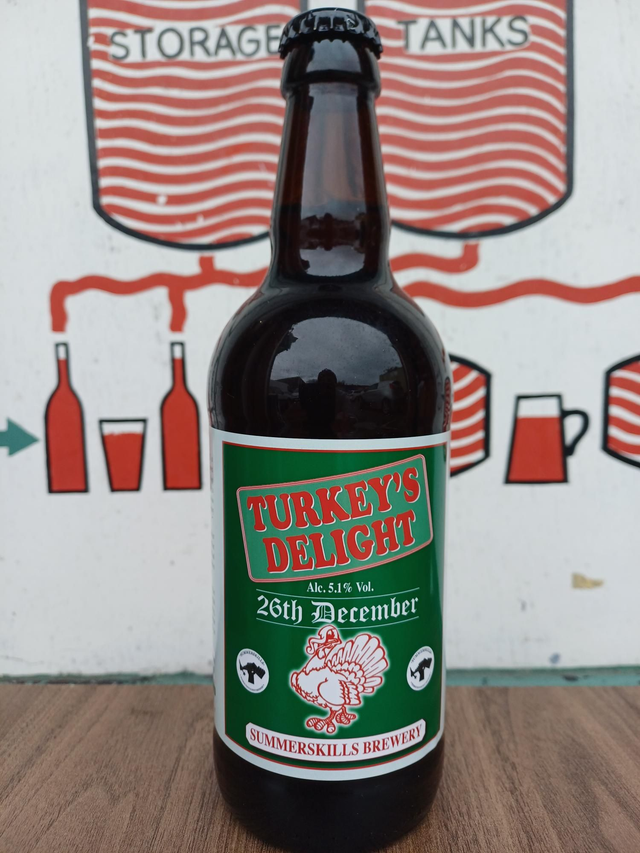 STORAGE TANKS
TURKEY'S
DELIGHT
Alc. 5.1% Vol.
26th December
SUMMERSKILLS BREWERY